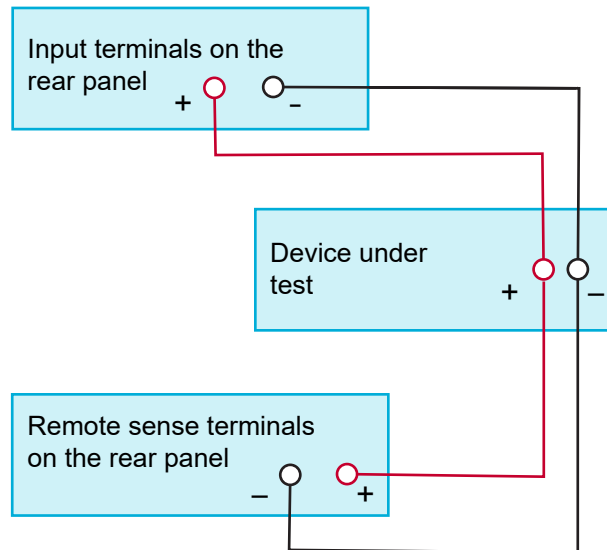 Input terminals on the
rear panel
+ -
Device under
test
+ –
Remote sense terminals
on the rear panel
– +